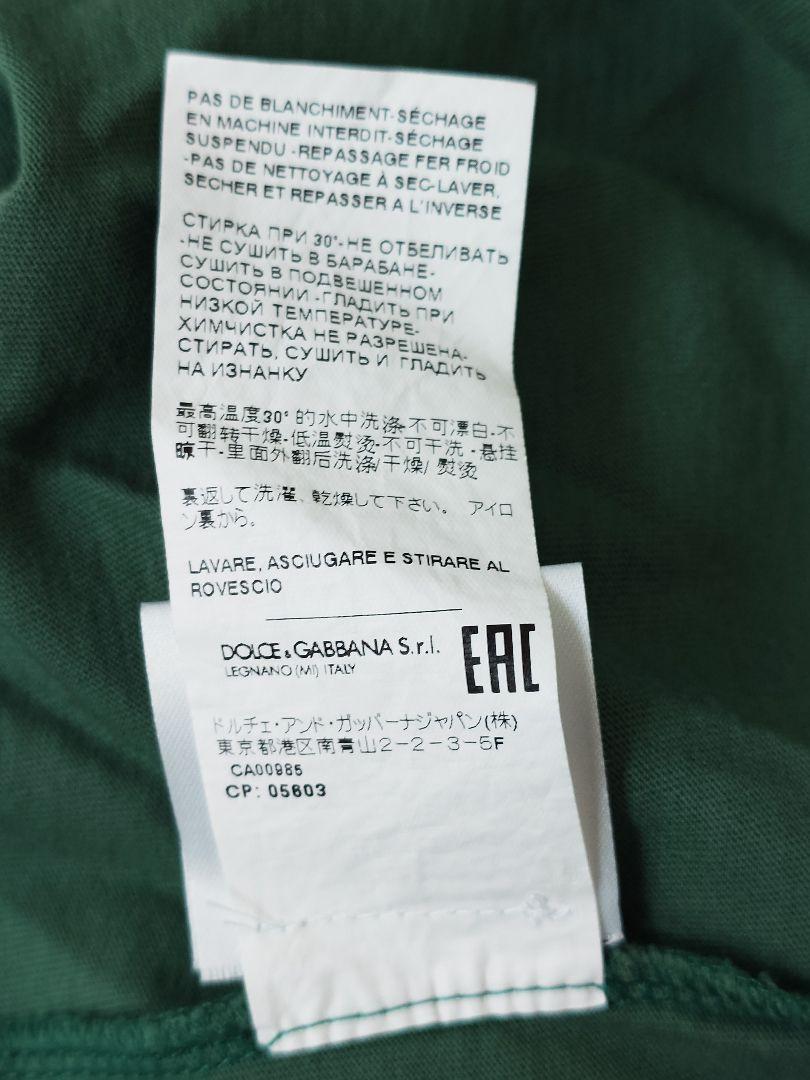 PAS DE BLANCHIMENT-SÉCHAGE
EN MACHINE INTERDIT-SÉCHAGE
SUSPENDU -REPASSAGE FER FROID
-PAS DE NETTOYAGE À SEC-LAVER,
SECHER ET REPASSER A L'INVERSE
СТИРКА ПРИ 30°-НЕ ОТБЕЛИВАТЬ
-НЕ СУШИТЬ В БАРАБАНЕ-
СУШИТЬ В ПОДВЕШЕННОМ
СОСТОЯНИИ -ГЛАДИТЬ ПРИ
НИЗКОЙ ТЕМПЕРАТУРЕ-
ХИМЧИСТКА НЕ РАЗРЕШЕНА-
СТИРАТЬ, СУШИТЬ И ГЛАДИТЬ
НА ИЗНАНКУ
最高温度30° 的水中洗涤-不可漂白-不
可翻转干燥-低温熨烫-不可干洗-悬挂
晾干-里面外翻后洗涤/干燥/ 熨烫
裏返して洗濯、乾燥して下さい。 アイロ
ン裏から。
LAVARE, ASCIUGARE E STIRARE AL
ROVESCIO
DOLCE & GABBANA S.r.l.
LEGNANO (MI) ITALY
EAC
ドルチェ・アンド・ガッバーナジャパン(株)
東京都港区南青山2-2-3-5F
CA00985
CP: 05603